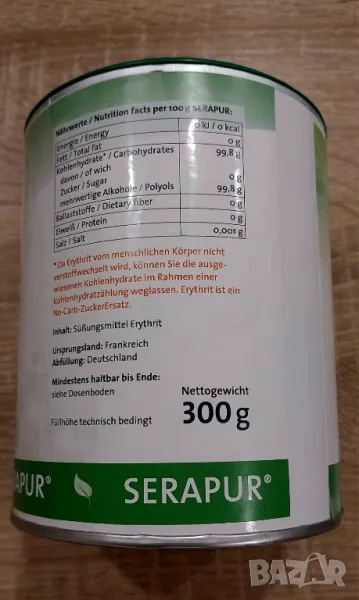 Nährwerte / Nutrition facts per 100 g SERAPUR:
Energie / Energy 0 kJ / 0 kcal
Fett / Total fat 0 g
Kohlenhydrate* / Carbohydrates 99,8 g
davon / of wich
Zucker / Sugar 0 g
mehrwertige Alkohole / Polyols 99,8 g
Ballaststoffe / Dietary fiber 0 g
Eiweiß / Protein 0 g
Salz / Salt 0,001 g
* Da Erythrit vom menschlichen Körper nicht
verstoffwechselt wird, können Sie die ausge-
wiesenen Kohlenhydrate im Rahmen einer
Kohlenhydratzählung weglassen. Erythrit ist ein
No-Carb-ZuckerErsatz.
Inhalt: Süßungsmittel Erythrit
Ursprungsland: Frankreich
Abfüllung: Deutschland
Mindestens haltbar bis Ende:
siehe Dosenboden
Nettogewicht
300 g
Füllhöhe technisch bedingt
APUR® SERAPUR®
BAZAR.bg